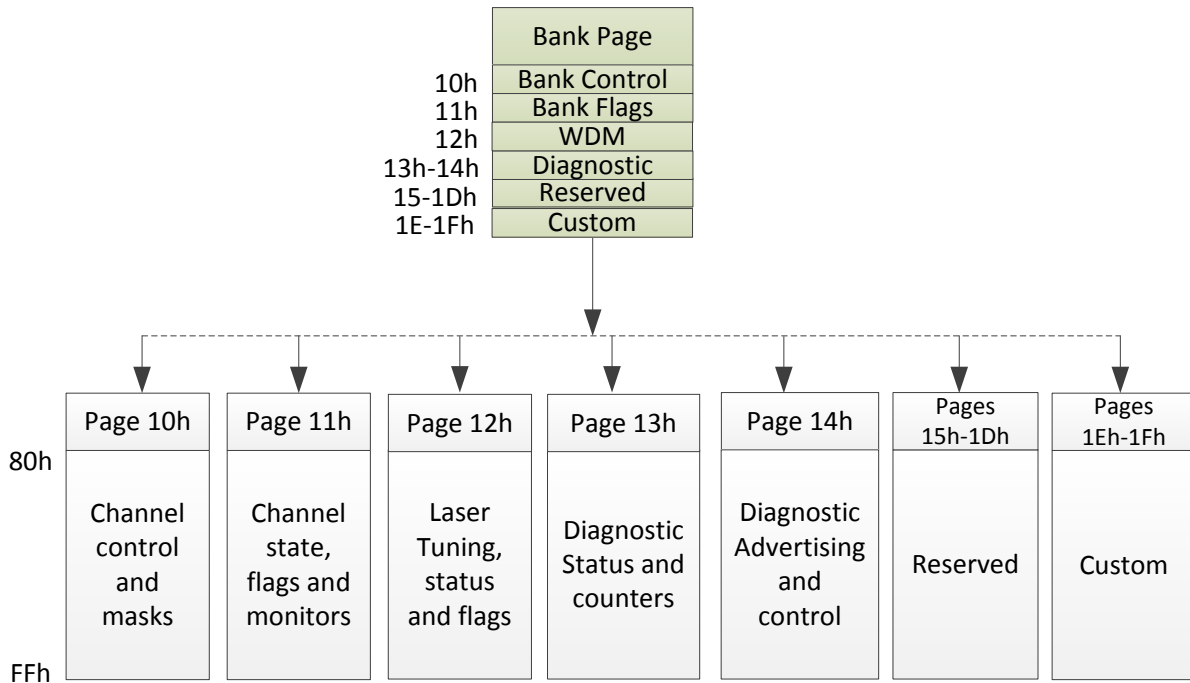 Bank Page
10h Bank Control
11h Bank Flags
12h WDM
13h-14h Diagnostic
15-1Dh Reserved
1E-1Fh Custom
Page 10h
Page 11h
Page 12h
Page 13h
Page 14h
Pages
15h-1Dh
Pages
1Eh-1Fh
80h
Channel
control
and
masks
Channel
state,
flags and
monitors
Laser
Tuning,
status
and flags
Diagnostic
Status and
counters
Diagnostic
Advertising
and
control
Reserved
Custom
FFh